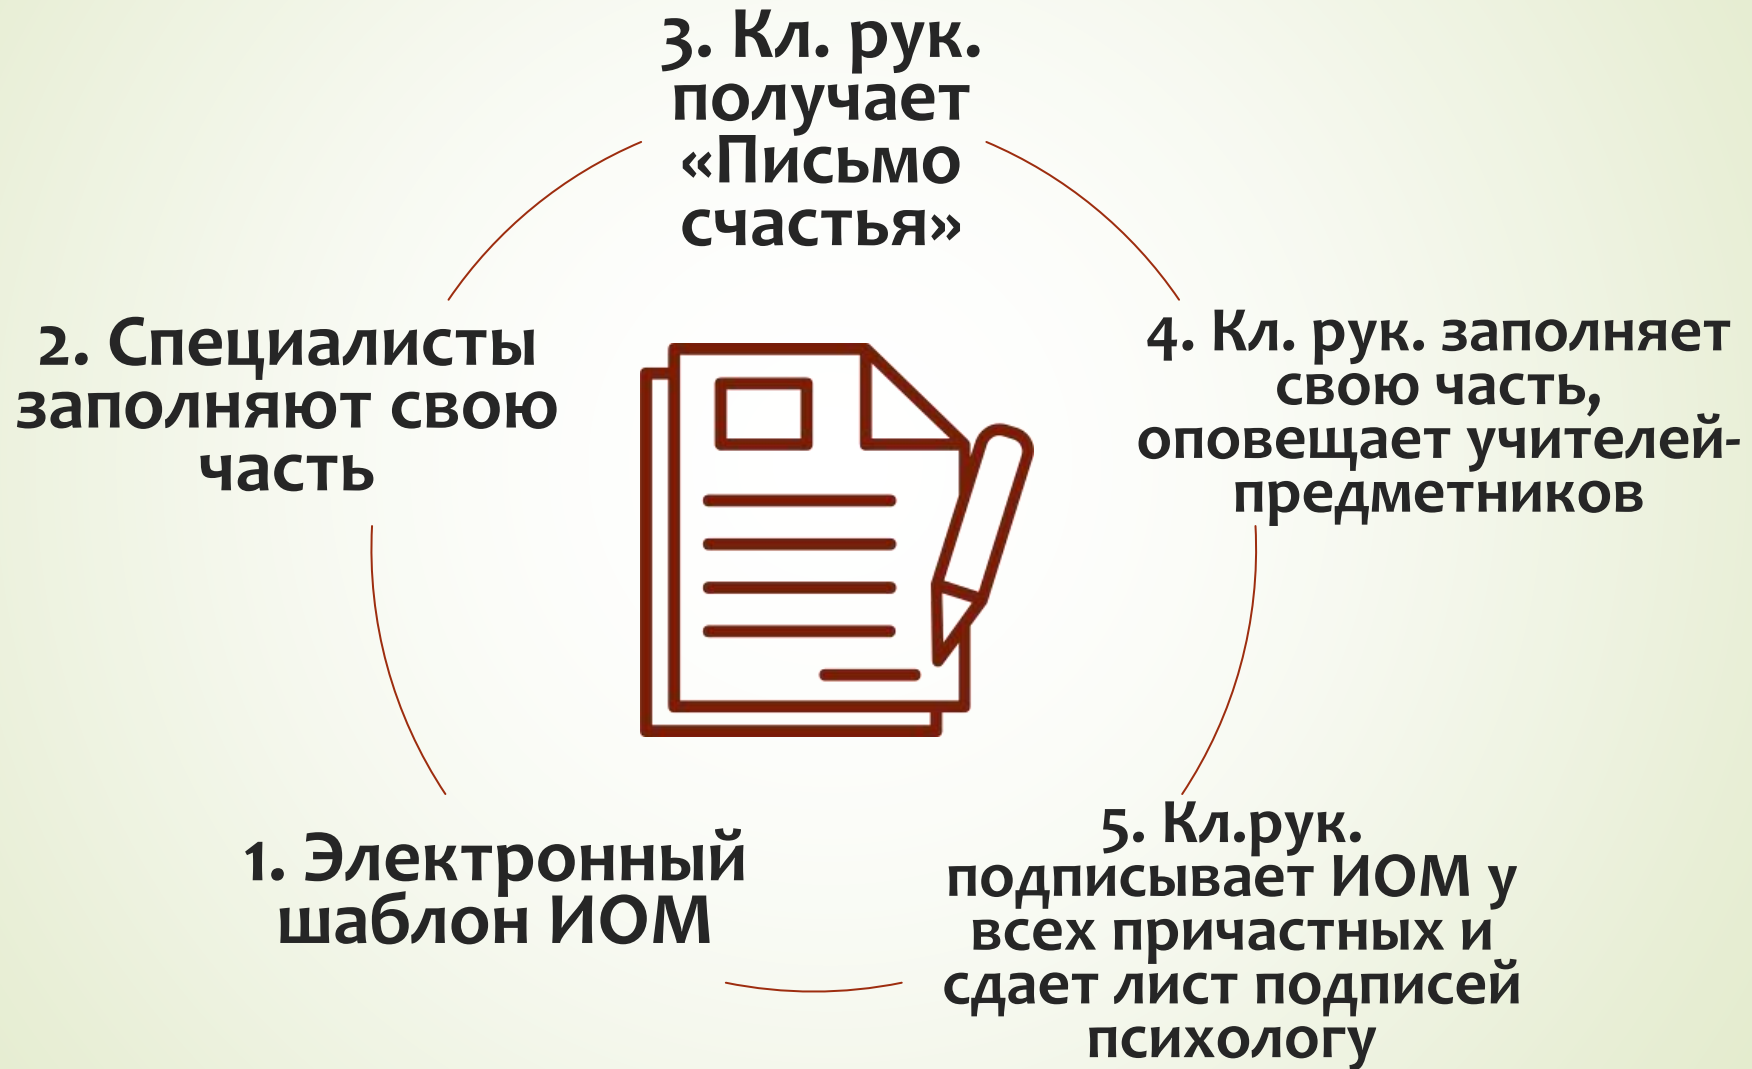 3. Кл. рук.
получает
«Письмо
счастья»
2. Специалисты
заполняют свою
часть
4. Кл. рук. заполняет
свою часть,
оповещает учителей-
предметников
1. Электронный
шаблон ИОМ
5. Кл.рук.
подписывает ИОМ у
всех причастных и
сдает лист подписей
психологу